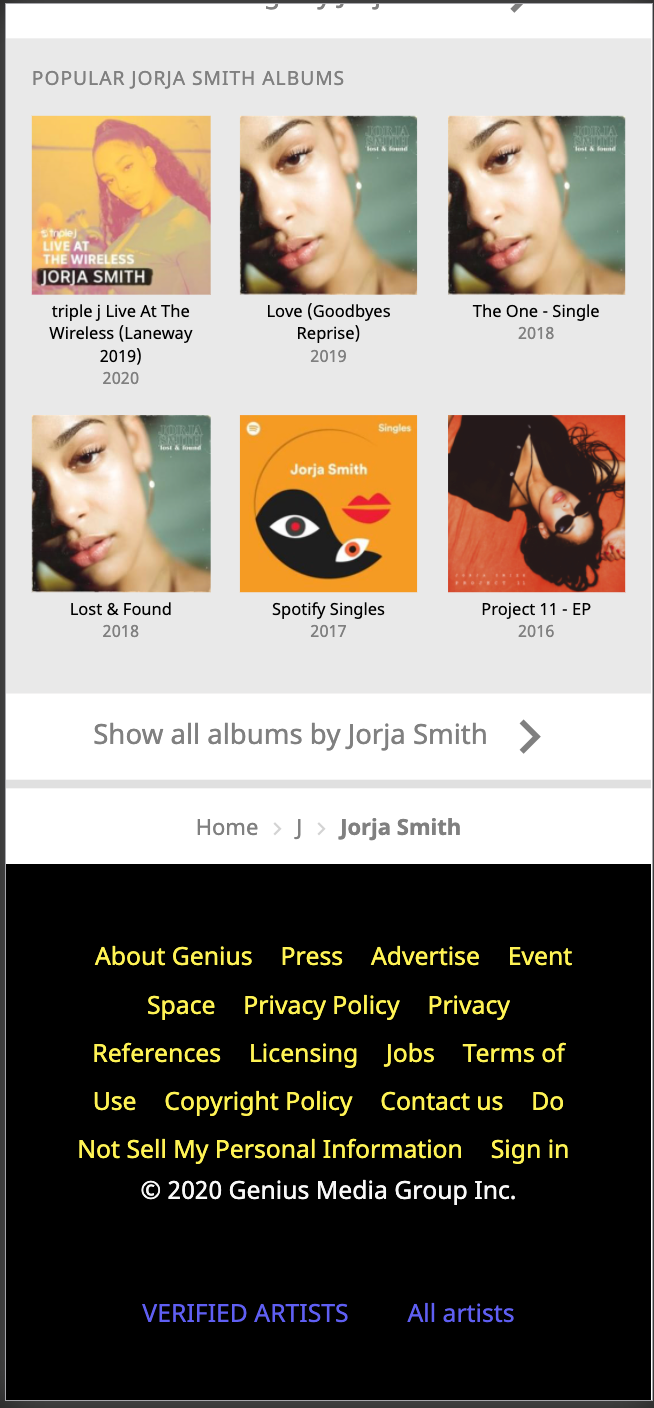 POPULAR JORJA SMITH ALBUMS
triple j
LIVE AT
THE WIRELESS
JORJA SMITH
JORJA
SMITH
lost & found
JORJA
SMITH
lost & found
triple j Live At The
Wireless (Laneway
2019)
2020
Love (Goodbyes
Reprise)
2019
The One - Single
2018
JORJA
SMITH
lost & found
Singles
Jorja Smith
JORJA SMITH
PROJECT 11
Lost & Found
2018
Spotify Singles
2017
Project 11 - EP
2016
Show all albums by Jorja Smith
Home > J > Jorja Smith
About Genius Press Advertise Event
Space Privacy Policy Privacy
References Licensing Jobs Terms of
Use Copyright Policy Contact us Do
Not Sell My Personal Information Sign in
© 2020 Genius Media Group Inc.
VERIFIED ARTISTS All artists